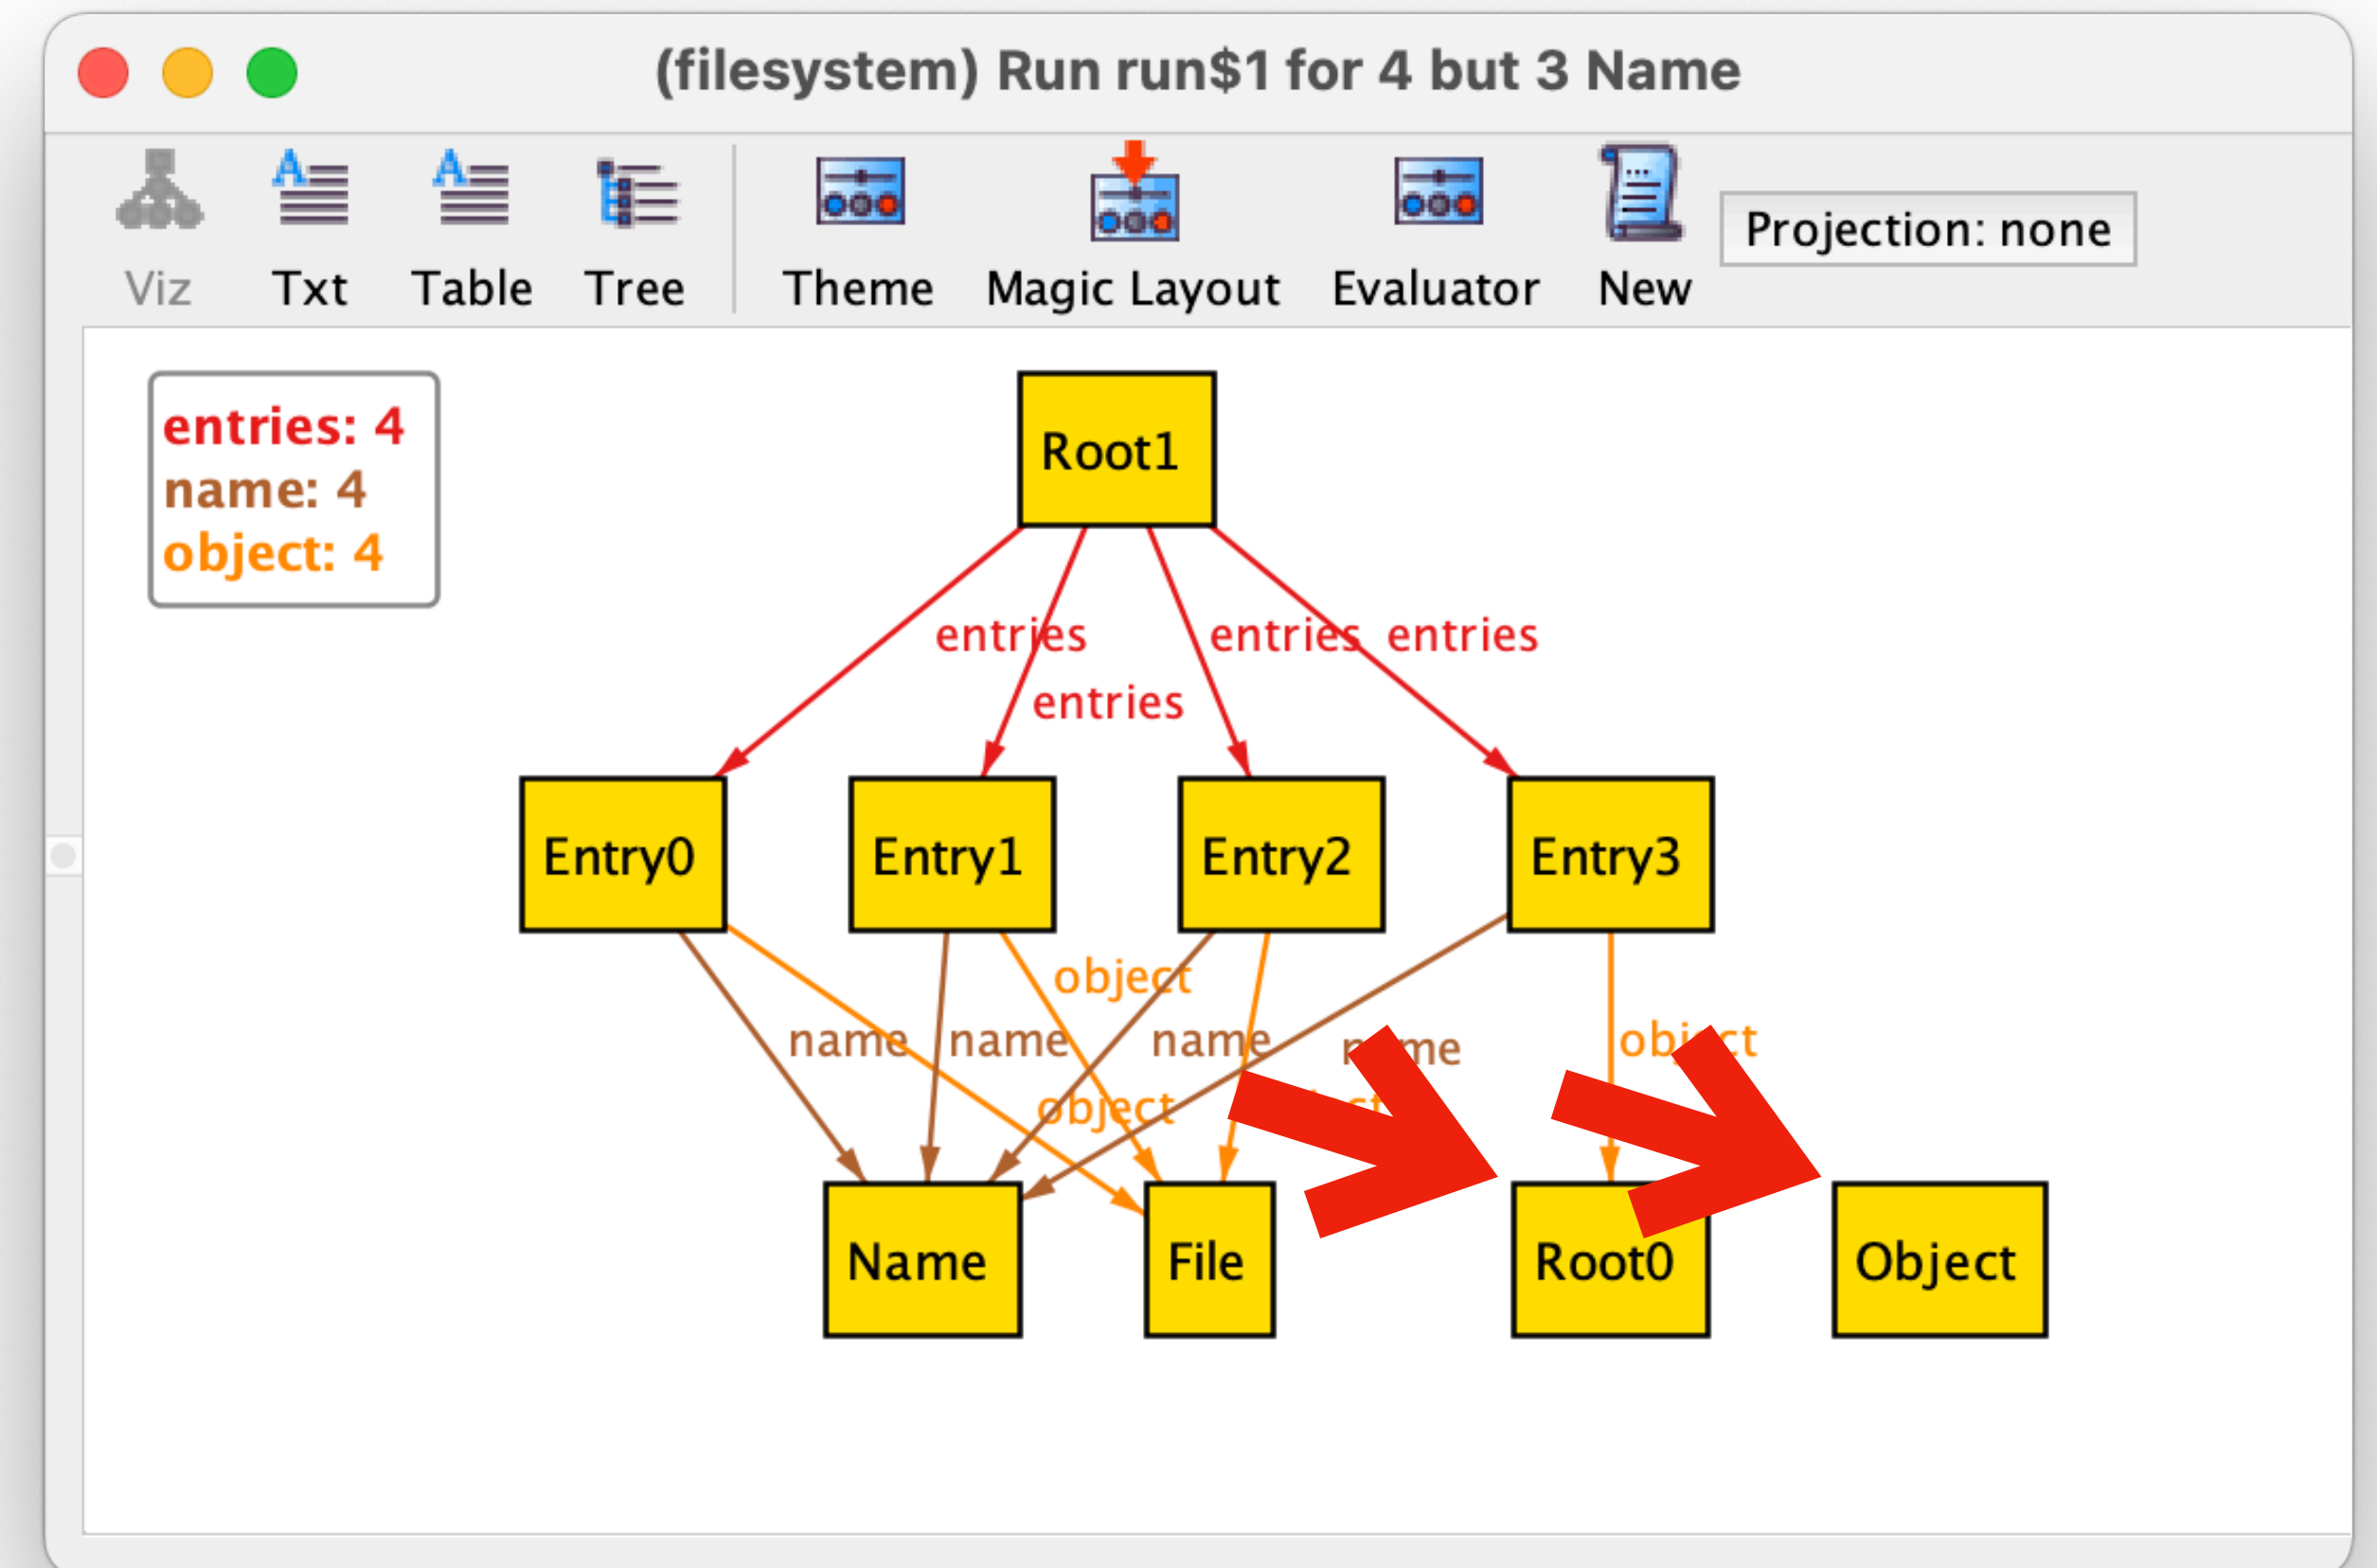 (filesystem) Run run$1 for 4 but 3 Name
Viz Txt Table Tree Theme Magic Layout Evaluator New Projection: none
entries: 4
name: 4
object: 4
Root1
entries entries entries
entries
Entry0 Entry1 Entry2 Entry3
object
name name name object
object
Name File Root0 Object